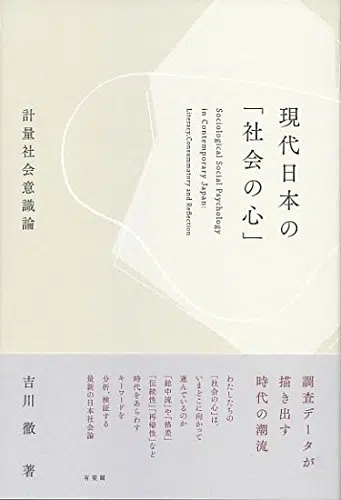 現代日本の
「社会の心」
Sociological Social Psychology
in Contemporary Japan:
Literacy, Consummatory and Reflection
計量社会意識論
調査データが
描き出す
時代の潮流
わたしたちの
「社会の心」は、
いまどこに向かって
進んでいるのか
「総中流」や「格差」
「伝統性」「再帰性」など
時代をあらわす
キーワードを
分析、検証する
最新の日本社会論
吉川 徹 著
有斐閣